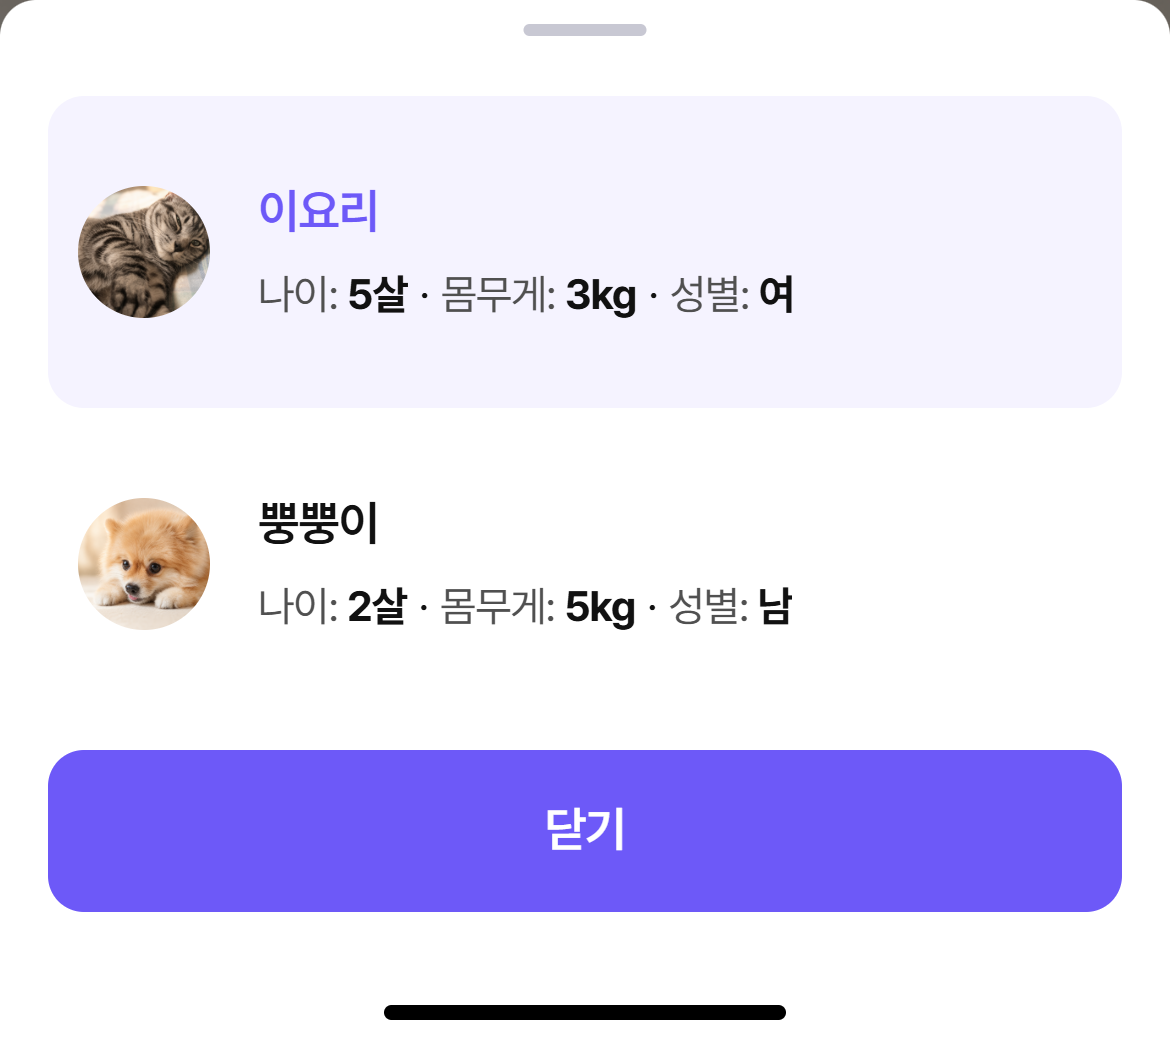 이요리
나이: 5살 · 몸무게: 3kg · 성별: 여
뿡뿡이
나이: 2살 · 몸무게: 5kg · 성별: 남
닫기